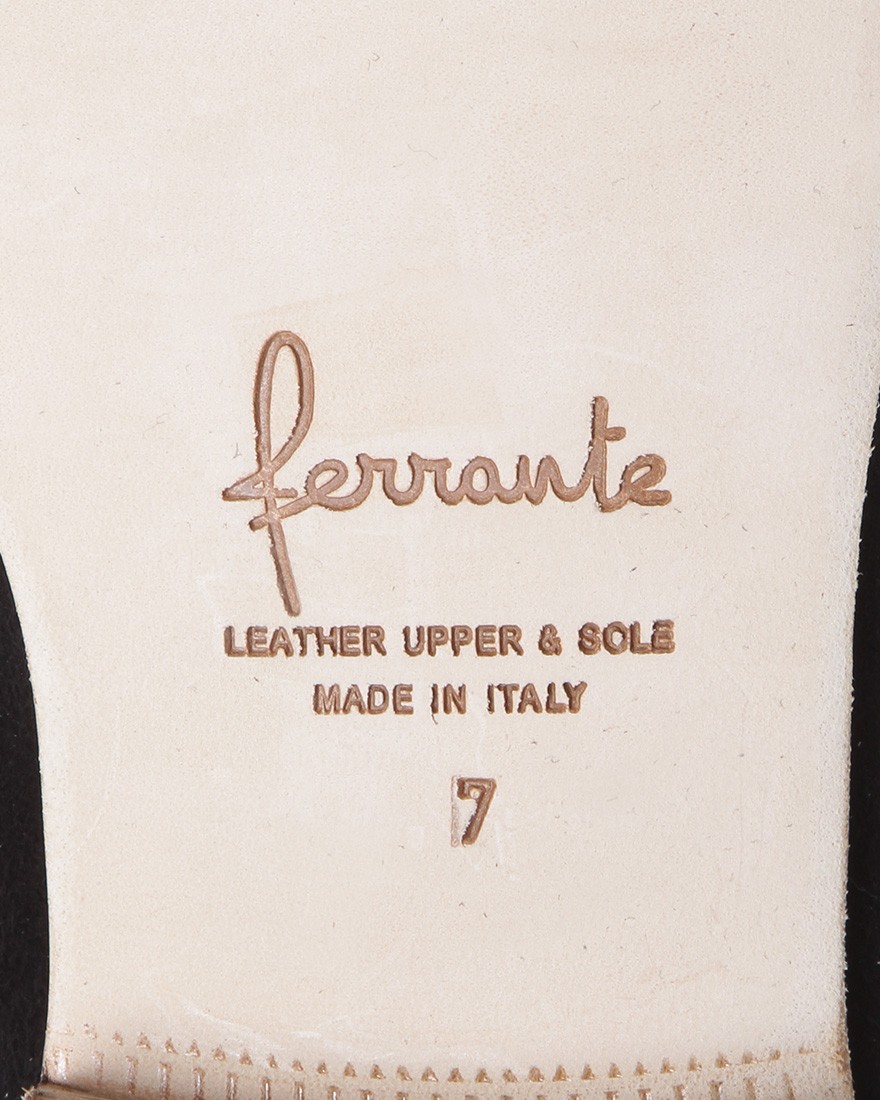 ferrante
LEATHER UPPER & SOLE
MADE IN ITALY
7